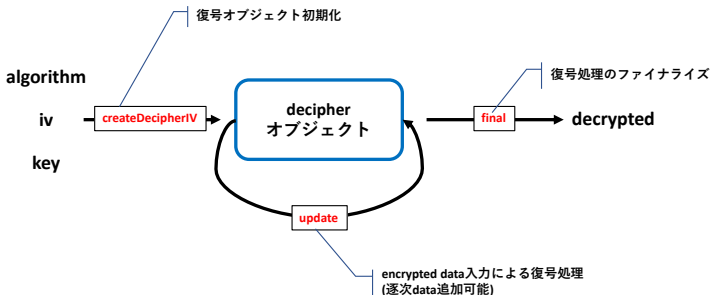 復号オブジェクト初期化
algorithm
iv
key
createDecipherIV
decipher
オブジェクト
update
final
decrypted
復号処理のファイナライズ
encrypted data入力による復号処理
(逐次data追加可能)